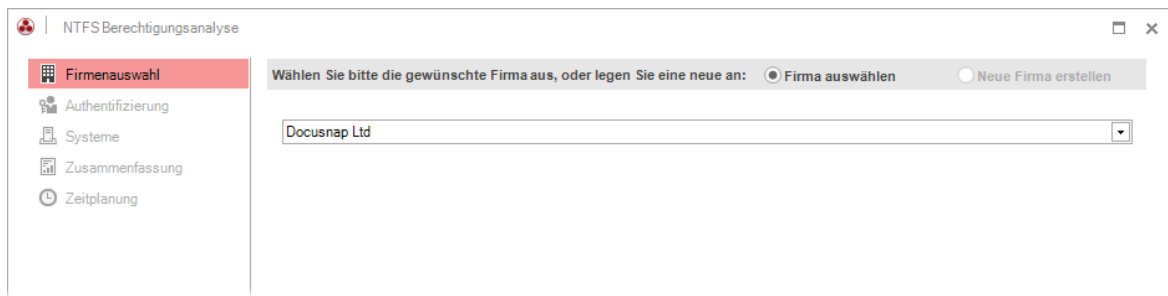 NTFS Berechtigungsanalyse
Firmenauswahl
Authentifizierung
Systeme
Zusammenfassung
Zeitplanung
Wählen Sie bitte die gewünschte Firma aus, oder legen Sie eine neue an: Firma auswählen Neue Firma erstellen
Docusnap Ltd